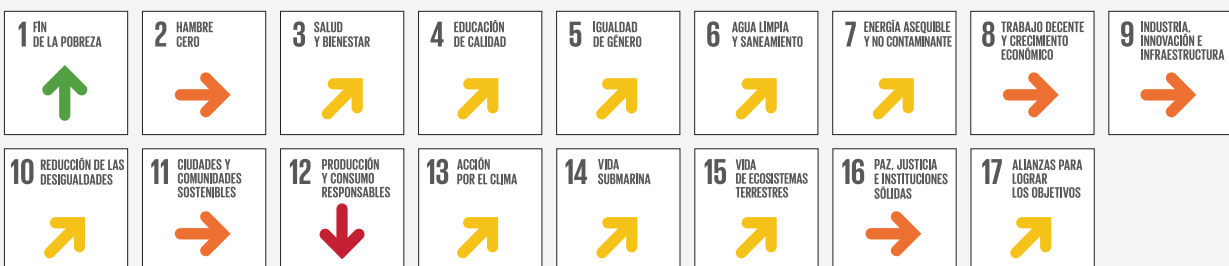 1 FIN
DE LA POBREZA
2 HAMBRE
CERO
3 SALUD
Y BIENESTAR
4 EDUCACIÓN
DE CALIDAD
5 IGUALDAD
DE GÉNERO
6 AGUA LIMPIA
Y SANEAMIENTO
7 ENERGÍA ASEQUIBLE
Y NO CONTAMINANTE
8 TRABAJO DECENTE
Y CRECIMIENTO
ECONÓMICO
9 INDUSTRIA,
INNOVACIÓN E
INFRAESTRUCTURA
10 REDUCCIÓN DE LAS
DESIGUALDADES
11 CIUDADES Y
COMUNIDADES
SOSTENIBLES
12 PRODUCCIÓN
Y CONSUMO
RESPONSABLES
13 ACCIÓN
POR EL CLIMA
14 VIDA
SUBMARINA
15 VIDA
DE ECOSISTEMAS
TERRESTRES
16 PAZ, JUSTICIA
E INSTITUCIONES
SÓLIDAS
17 ALIANZAS PARA
LOGRAR
LOS OBJETIVOS